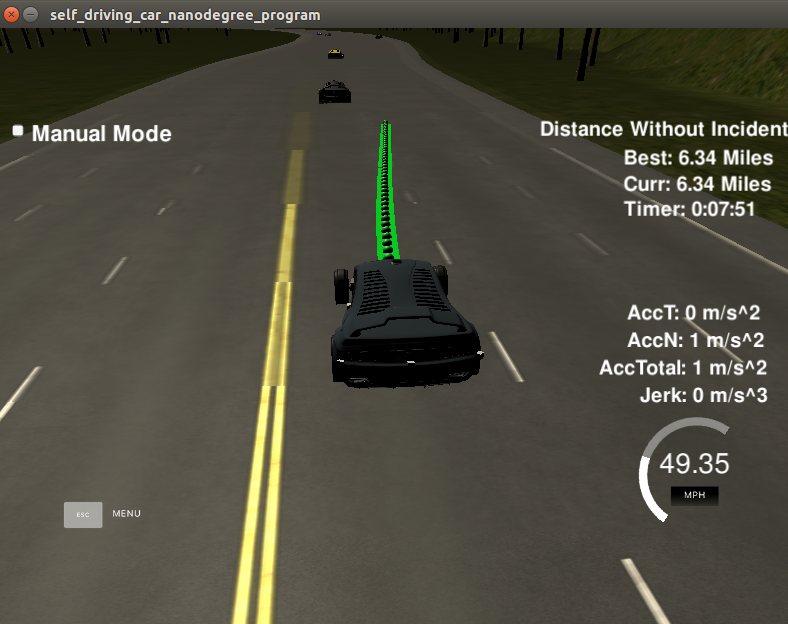 self_driving_car_nanodegree_program
Manual Mode
Distance Without Incident
Best: 6.34 Miles
Curr: 6.34 Miles
Timer: 0:07:51
AccT: 0 m/s^2
AccN: 1 m/s^2
AccTotal: 1 m/s^2
Jerk: 0 m/s^3
49.35
MPH
ESC MENU